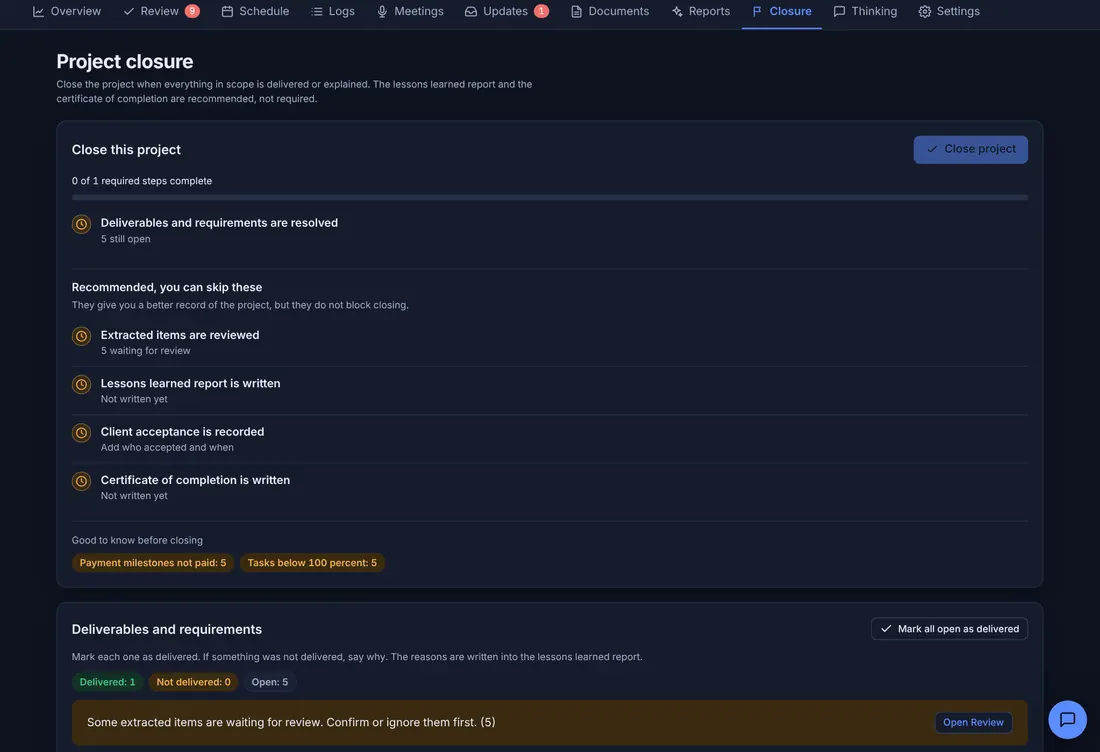 Overview
Review 9
Schedule
Logs
Meetings
Updates 1
Documents
Reports
Closure
Thinking
Settings
Project closure
Close the project when everything in scope is delivered or explained. The lessons learned report and the
certificate of completion are recommended, not required.
Close this project
Close project
0 of 1 required steps complete
Deliverables and requirements are resolved
5 still open
Recommended, you can skip these
They give you a better record of the project, but they do not block closing.
Extracted items are reviewed
5 waiting for review
Lessons learned report is written
Not written yet
Client acceptance is recorded
Add who accepted and when
Certificate of completion is written
Not written yet
Good to know before closing
Payment milestones not paid: 5
Tasks below 100 percent: 5
Deliverables and requirements
Mark all open as delivered
Mark each one as delivered. If something was not delivered, say why. The reasons are written into the lessons learned report.
Delivered: 1
Not delivered: 0
Open: 5
Some extracted items are waiting for review. Confirm or ignore them first. (5)
Open Review